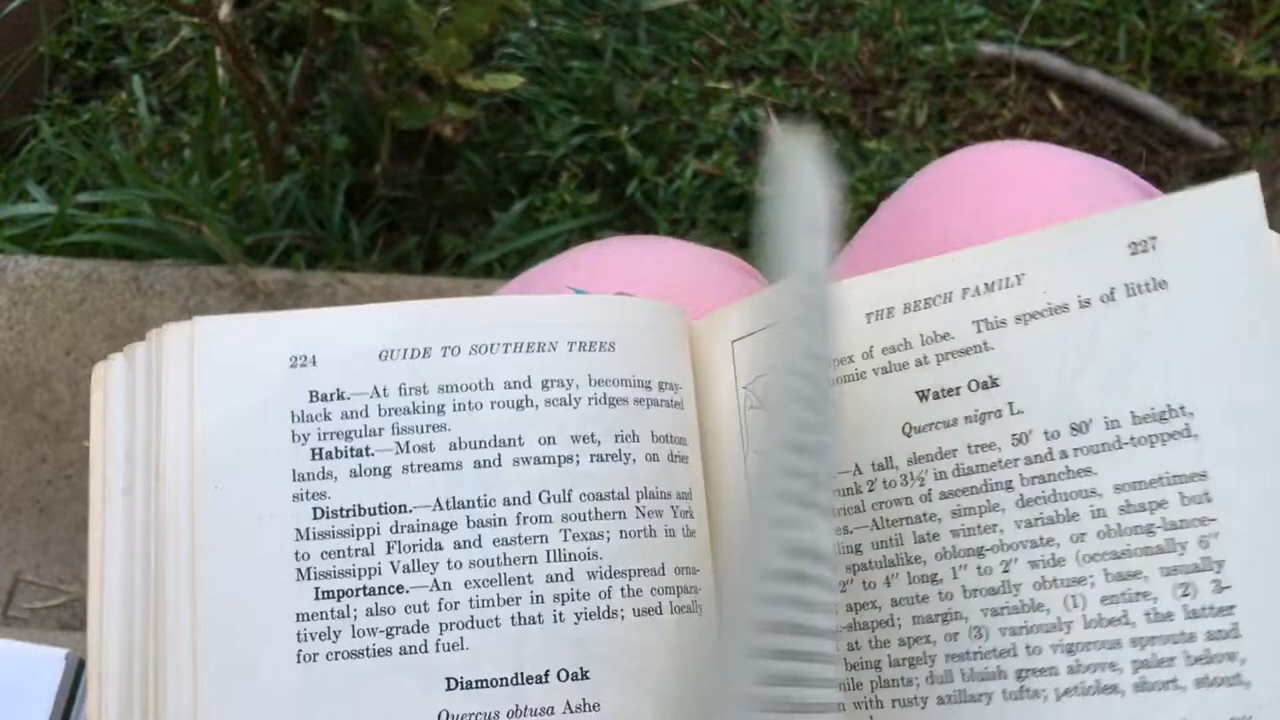 224 GUIDE TO SOUTHERN TREES
Bark.—At first smooth and gray, becoming gray-
black and breaking into rough, scaly ridges separated
by irregular fissures.
Habitat.—Most abundant on wet, rich bottom
lands, along streams and swamps; rarely, on drier
sites.
Distribution.—Atlantic and Gulf coastal plains and
Mississippi drainage basin from southern New York
to central Florida and eastern Texas; north in the
Mississippi Valley to southern Illinois.
Importance.—An excellent and widespread orna-
mental; also cut for timber in spite of the compara-
tively low-grade product that it yields; used locally
for crossties and fuel.
Diamondleaf Oak
Quercus obtusa Ashe
THE BEECH FAMILY 227
pex of each lobe. This species is of little
omic value at present.
Water Oak
Quercus nigra L.
—A tall, slender tree, 50′ to 80′ in height,
unk 2′ to 3½′ in diameter and a round-topped,
rical crown of ascending branches.
es.—Alternate, simple, deciduous, sometimes
ling until late winter, variable in shape but
spatulalike, oblong-obovate, or oblong-lance-
2″ to 4″ long, 1″ to 2″ wide (occasionally 6″
apex, acute to broadly obtuse; base, usually
-shaped; margin, variable, (1) entire, (2) 3-
at the apex, or (3) variously lobed, the latter
being largely restricted to vigorous sprouts and
nile plants; dull bluish green above, paler below,
with rusty axillary tufts; petioles, short, stout,